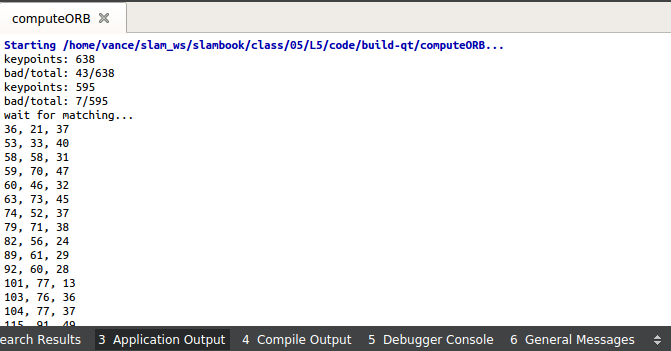 computeORB
Starting /home/vance/slam_ws/slambook/class/05/L5/code/build-qt/computeORB...
keypoints: 638
bad/total: 43/638
keypoints: 595
bad/total: 7/595
wait for matching...
36, 21, 37
53, 33, 40
58, 58, 31
59, 70, 47
60, 46, 32
63, 73, 45
74, 52, 37
79, 71, 38
82, 56, 24
89, 61, 29
92, 60, 28
101, 77, 13
103, 76, 36
104, 77, 37
115, 91, 49
earch Results 3 Application Output 4 Compile Output 5 Debugger Console 6 General Messages